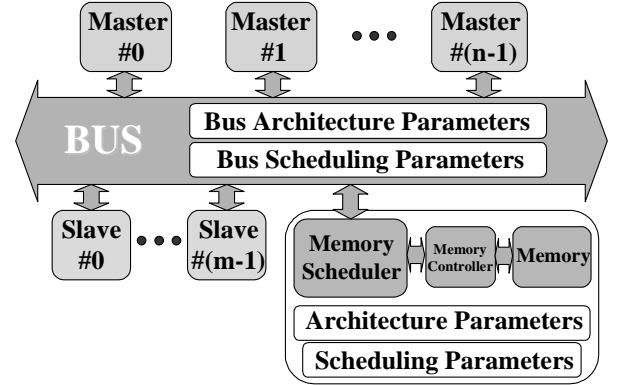 Master
#0
Master
#1
Master
#(n-1)
BUS
Bus Architecture Parameters
Bus Scheduling Parameters
Slave
#0
Slave
#(m-1)
Memory
Scheduler
Memory
Controller
Memory
Architecture Parameters
Scheduling Parameters